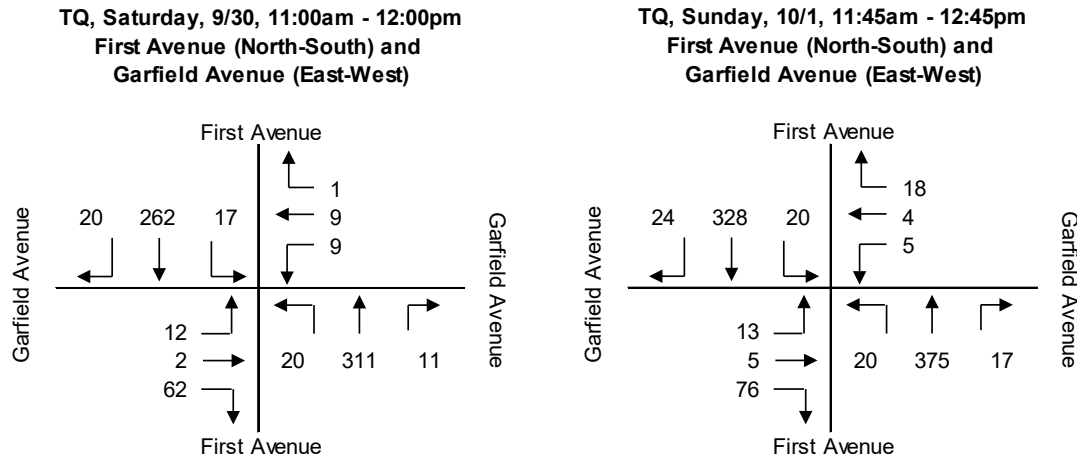 TQ, Saturday, 9/30, 11:00am - 12:00pm
First Avenue (North-South) and
Garfield Avenue (East-West)
First Avenue
1
20 262 17 9
9
Garfield Avenue
Garfield Avenue
12
2 20 311 11
62
First Avenue
TQ, Sunday, 10/1, 11:45am - 12:45pm
First Avenue (North-South) and
Garfield Avenue (East-West)
First Avenue
18
24 328 20 4
5
Garfield Avenue
Garfield Avenue
13
5 20 375 17
76
First Avenue